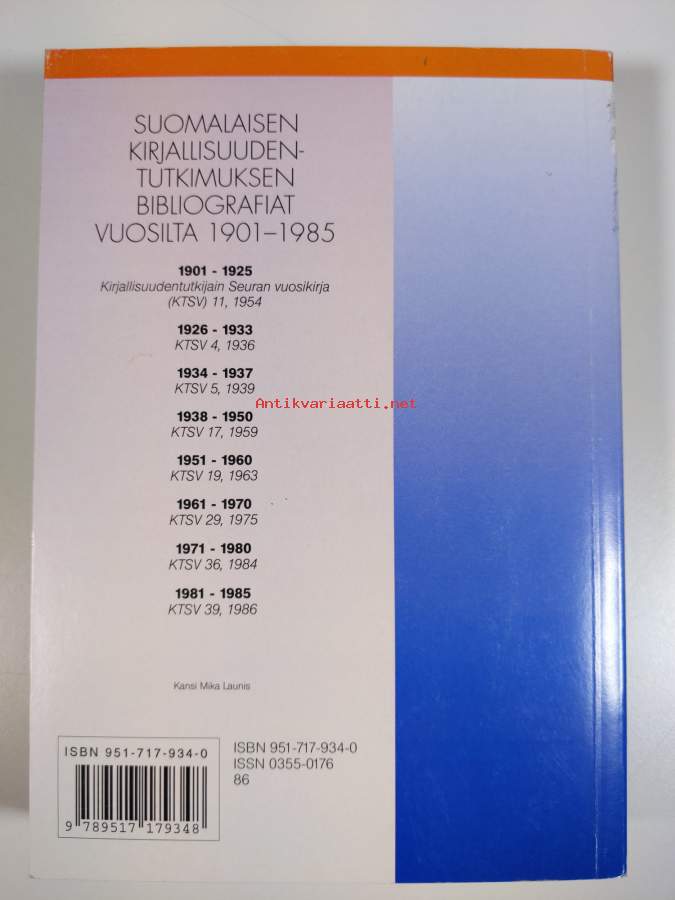 SUOMALAISEN
KIRJALLISUUDEN-
TUTKIMUKSEN
BIBLIOGRAFIAT
VUOSILTA 1901–1985
1901 - 1925
Kirjallisuudentutkijain Seuran vuosikirja
(KTSV) 11, 1954
1926 - 1933
KTSV 4, 1936
1934 - 1937
KTSV 5, 1939
Antikvariaatti.net
1938 - 1950
KTSV 17, 1959
1951 - 1960
KTSV 19, 1963
1961 - 1970
KTSV 29, 1975
1971 - 1980
KTSV 36, 1984
1981 - 1985
KTSV 39, 1986
Kansi Mika Launis
ISBN 951-717-934-0
9 789517 179348
ISBN 951-717-934-0
ISSN 0355-0176
86